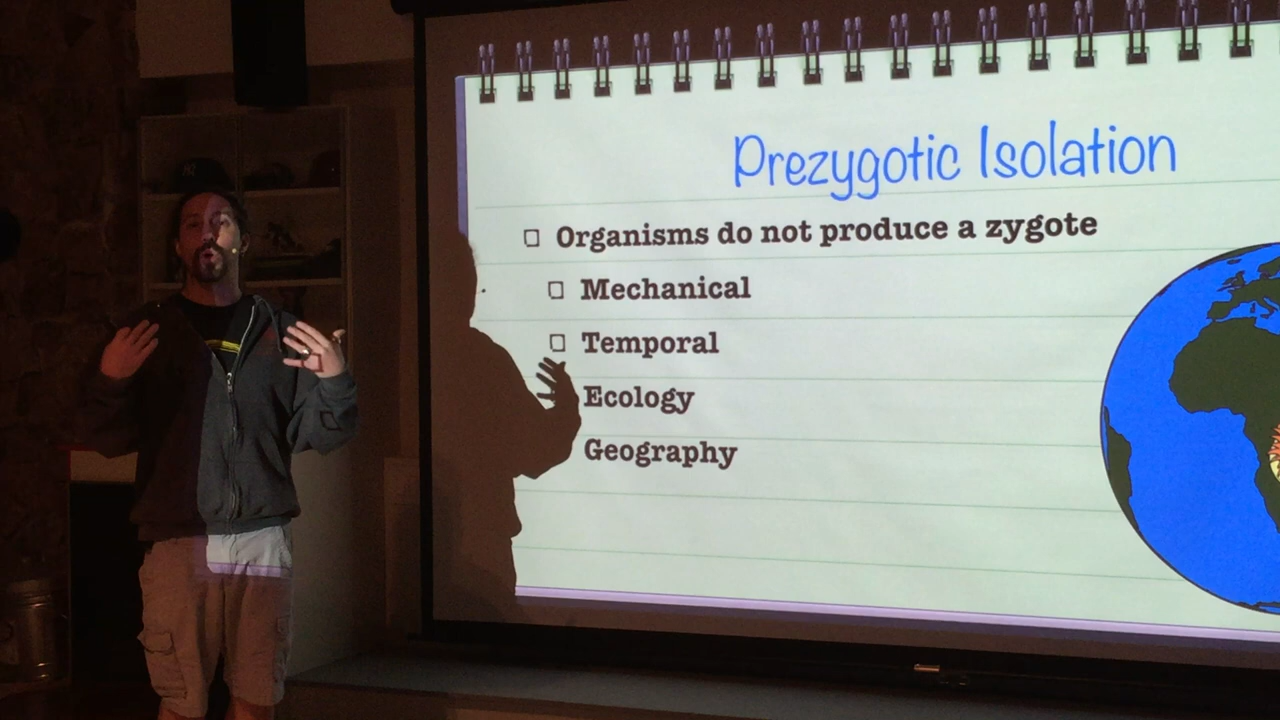 Prezygotic Isolation
Organisms do not produce a zygote
Mechanical
Temporal
Ecology
Geography